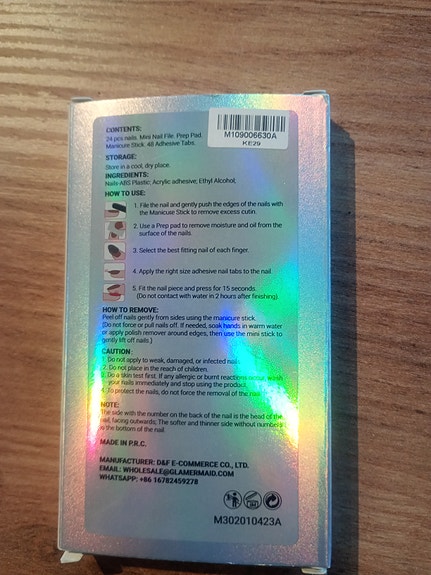 M109006630A
KE29
CONTENTS:
24 pcs nails. Mini Nail File. Prep Pad.
Manicure Stick. 48 Adhesive Tabs.
STORAGE:
Store in a cool, dry place.
INGREDIENTS:
Nails-ABS Plastic; Acrylic adhesive; Ethyl Alcohol;
HOW TO USE:
1. File the nail and gently push the edges of the nails with
the Manicure Stick to remove excess cutin.
2. Use a Prep pad to remove moisture and oil from the
surface of the nails.
3. Select the best fitting nail of each finger.
4. Apply the right size adhesive nail tabs to the nail
5. Fit the nail piece and press for 15 seconds.
(Do not contact with water in 2 hours after finishing)
HOW TO REMOVE:
Peel off nails gently from sides using the manicure stick.
(Do not force or pull nails off. If needed, soak hands in warm water
or apply polish remover around edges, then use the mini stick to
gently lift off nails.)
CAUTION:
1. Do not apply to weak, damaged, or infected nail
2. Do not place in the reach of children.
3. Do a skin test first. If any allergic or burnt reactions occur, wash
your nails immediately and stop using the product
4. To protect the nails, do not force the removal of the nail
NOTE:
The side with the number on the back of the nail is the head of the
nail, facing outwards; The softer and thinner side without numbers
is the bottom of the nail.
MADE IN P.R.C.
MANUFACTURER: D&F E-COMMERCE CO., LTD.
EMAIL: WHOLESALE@GLAMERMAID.COM
WHATSAPP: +86 16782459278
M302010423A